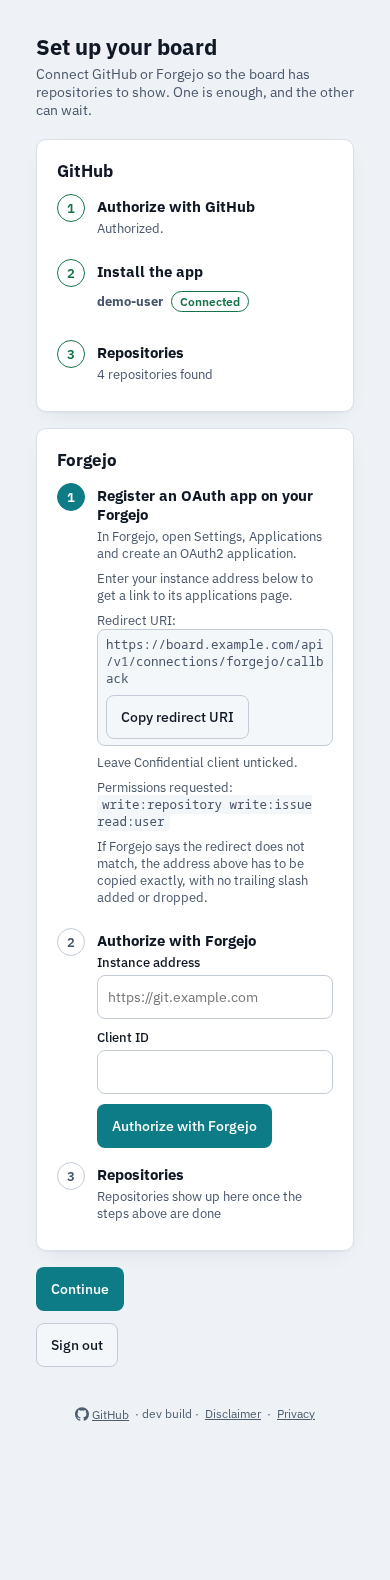 Set up your board
Connect GitHub or Forgejo so the board has
repositories to show. One is enough, and the other
can wait.
GitHub
1
Authorize with GitHub
Authorized.
2
Install the app
demo-user Connected
3
Repositories
4 repositories found
Forgejo
1
Register an OAuth app on your
Forgejo
In Forgejo, open Settings, Applications
and create an OAuth2 application.
Enter your instance address below to
get a link to its applications page.
Redirect URI:
https://board.example.com/api
/v1/connections/forgejo/callb
ack
Copy redirect URI
Leave Confidential client unticked.
Permissions requested:
write:repository write:issue
read:user
If Forgejo says the redirect does not
match, the address above has to be
copied exactly, with no trailing slash
added or dropped.
2
Authorize with Forgejo
Instance address
https://git.example.com
Client ID
Authorize with Forgejo
3
Repositories
Repositories show up here once the
steps above are done
Continue
Sign out
GitHub · dev build · Disclaimer · Privacy